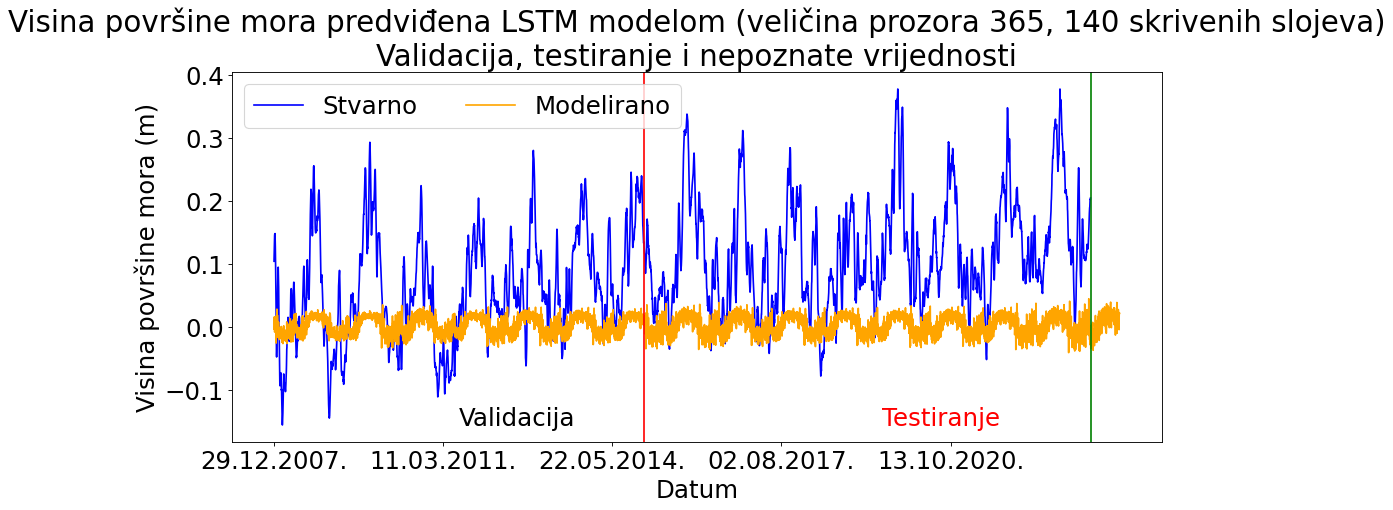 Visina površine mora predviđena LSTM modelom (veličina prozora 365, 140 skrivenih slojeva)
Validacija, testiranje i nepoznate vrijednosti
Stvarno Modelirano
Visina površine mora (m)
0.4
0.3
0.2
0.1
0.0
−0.1
Validacija Testiranje
29.12.2007. 11.03.2011. 22.05.2014. 02.08.2017. 13.10.2020.
Datum